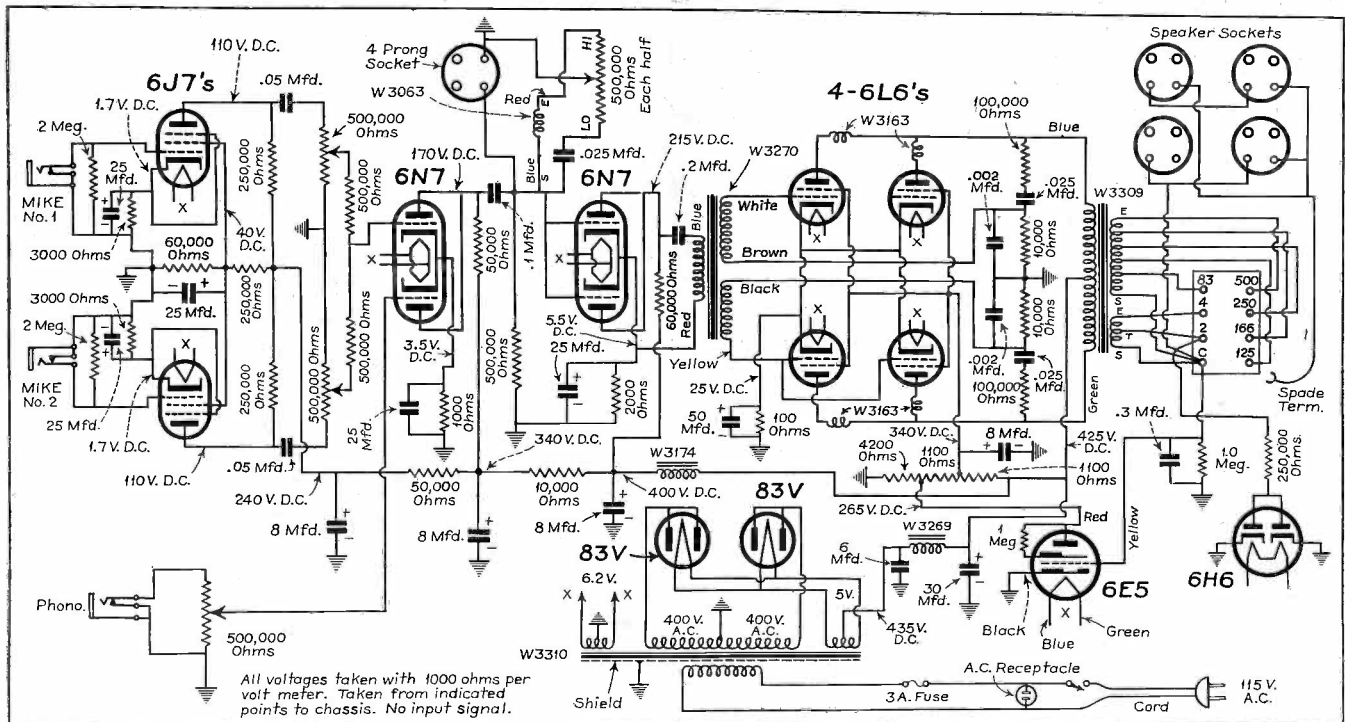 110 V. D.C.
6J7's
1.7 V. D.C.
.05 Mfd.
2 Meg.
25
Mfd.
MIKE
No. 1
3000 Ohms
X
250,000
Ohms
500,000
Ohms
40 V. D.C.
60,000
Ohms
25 Mfd.
250,000
Ohms
3000 Ohms
2 Meg.
MIKE
No. 2
25 Mfd.
1.7 V. D.C.
X
110 V. D.C.
250,000
Ohms
.05 Mfd.
500,000
Ohms
500,000
Ohms
500,000 Ohms
4 Prong
Socket
W3063
Red
E
HI
LO
500,000
Ohms
Each half
Blue
S
.025 Mfd.
170 V. D.C.
6N7
X
50,000
Ohms
.1 Mfd.
6N7
X
3.5 V.
D.C.
25
Mfd.
1000
Ohms
500,000
Ohms
5.5 V.
D.C.
25
Mfd.
2000
Ohms
340 V. D.C.
215 V. D.C.
.2 Mfd.
W3270
Blue
White
Brown
Black
60,000
Ohms
Red
Yellow
4-6L6's
W3163
X
X
X
X
25 V. D.C.
50
Mfd.
100
Ohms
W3163
100,000
Ohms
.002
Mfd.
.025
Mfd.
10,000
Ohms
10,000
Ohms
.002
Mfd.
.025
Mfd.
100,000
Ohms
Blue
Green
W3309
Speaker Sockets
E
S
E
T
S
83
4
2
C
500
250
166
125
Spade
Term.
.3 Mfd.
1.0
Meg.
250,000
Ohms.
240 V. D.C.
50,000
Ohms
10,000
Ohms
8 Mfd.
8 Mfd.
8 Mfd.
400 V. D.C.
W3174
340 V. D.C.
8 Mfd.
4200
Ohms
1100
Ohms
1100
Ohms
425 V.
D.C.
265 V. D.C.
83V
83V
6.2 V.
X
X
400 V.
A.C.
400 V.
A.C.
5V.
W3310
Shield
W3269
6
Mfd.
30
Mfd.
435 V.
D.C.
1
Meg
Red
Yellow
6E5
X
Black
Blue
Green
6H6
Phono.
500,000
Ohms
All voltages taken with 1000 ohms per
volt meter. Taken from indicated
points to chassis. No input signal.
A.C. Receptacle
3A. Fuse
Cord
115 V.
A.C.